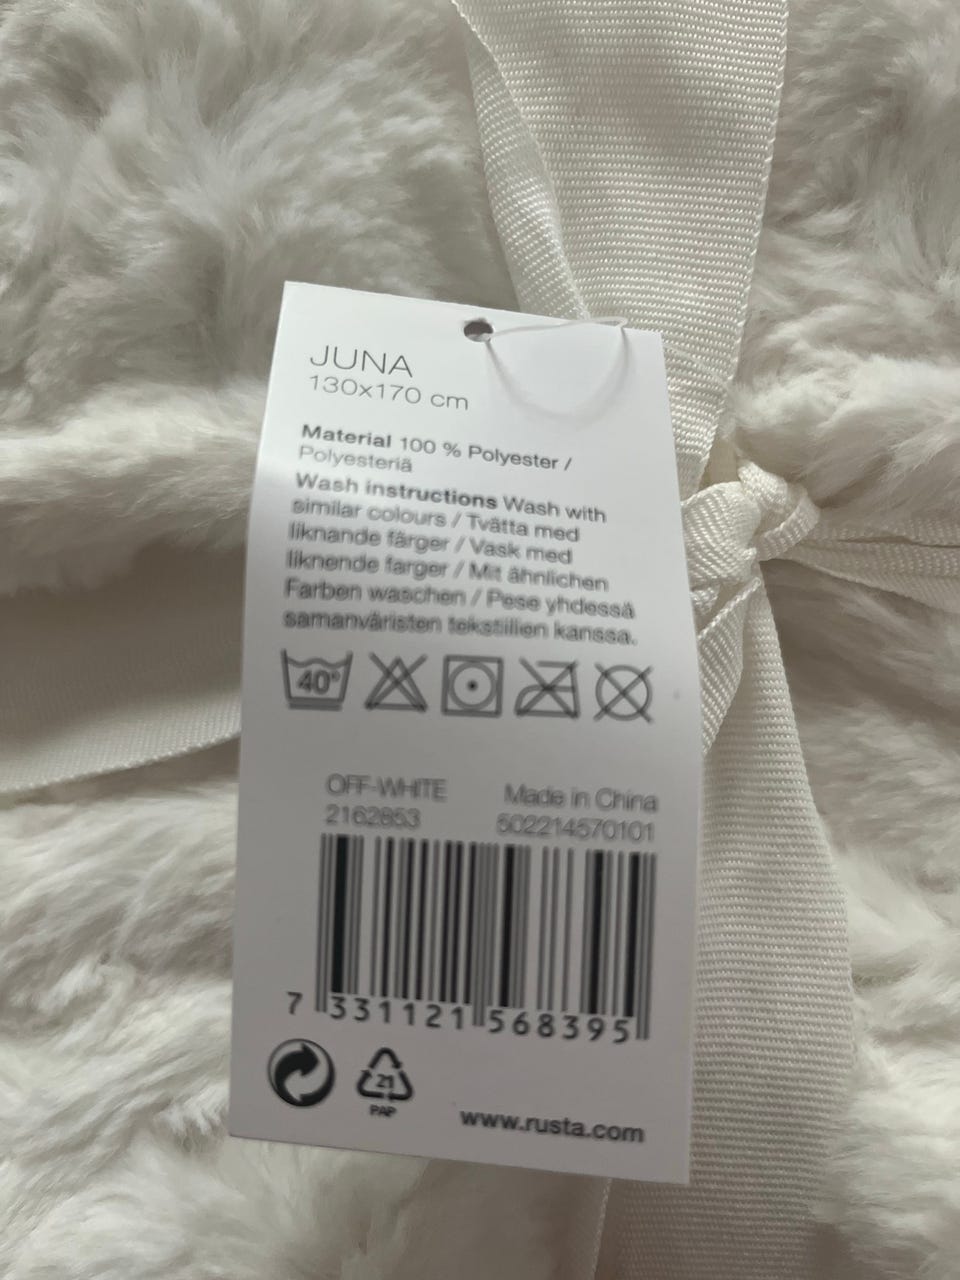 JUNA
130x170 cm
Material 100 % Polyester /
Polyesteriä
Wash instructions Wash with
similar colours / Tvätta med
liknande färger / Vask med
liknende farger / Mit ähnlichen
Farben waschen / Pese yhdessä
samanväristen tekstiilien kanssa.
40°
OFF-WHITE Made in China
2162853 502214570101
7 331121 568395
21
PAP
www.rusta.com